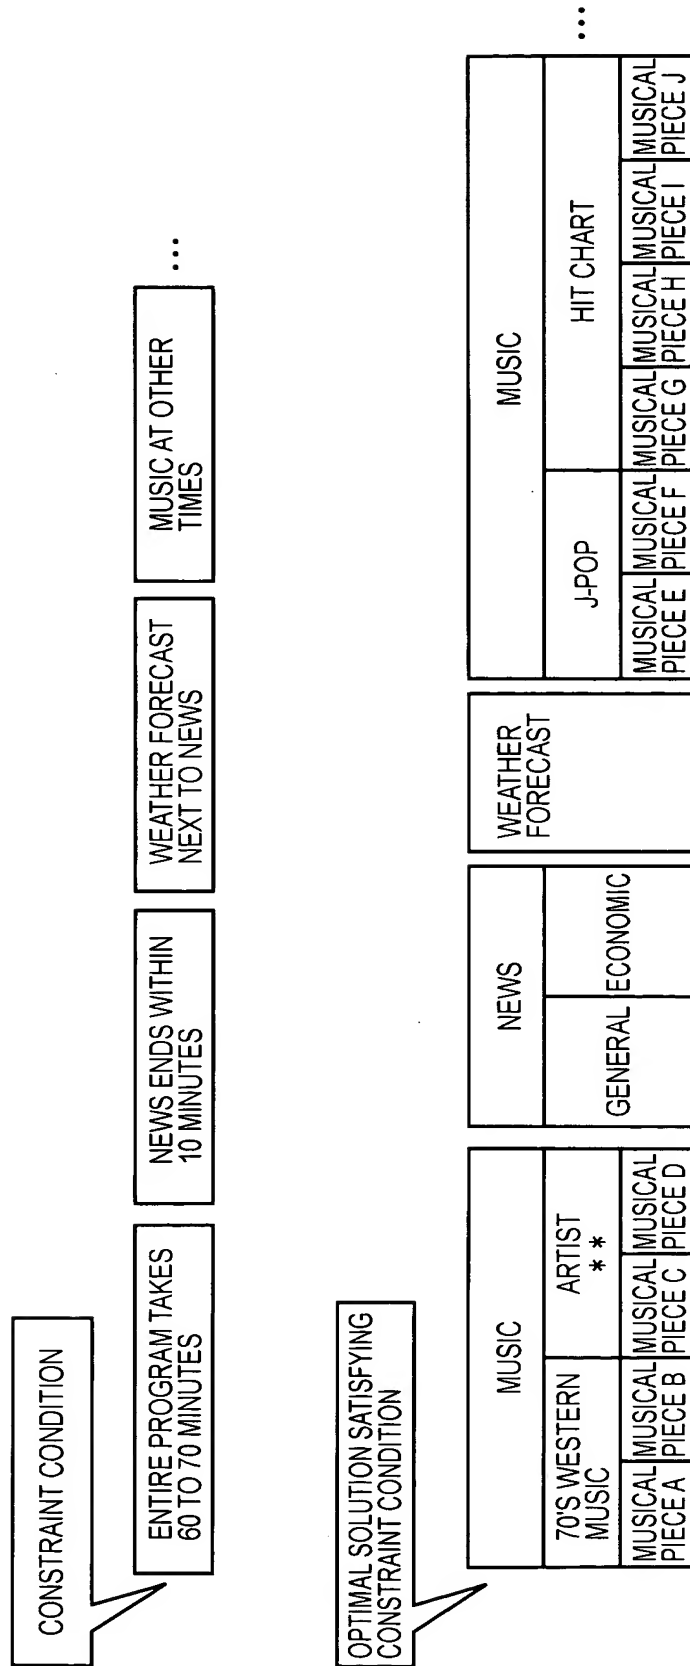 CONSTRAINT CONDITION
ENTIRE PROGRAM TAKES
60 TO 70 MINUTES
NEWS ENDS WITHIN
10 MINUTES
WEATHER FORECAST
NEXT TO NEWS
MUSIC AT OTHER
TIMES
...
OPTIMAL SOLUTION SATISFYING
CONSTRAINT CONDITION
MUSIC
70'S WESTERN
MUSIC
ARTIST
**
MUSICAL
PIECE A
MUSICAL
PIECE B
MUSICAL
PIECE C
MUSICAL
PIECE D
NEWS
GENERAL
ECONOMIC
WEATHER
FORECAST
MUSIC
J-POP
HIT CHART
MUSICAL
PIECE E
MUSICAL
PIECE F
MUSICAL
PIECE G
MUSICAL
PIECE H
MUSICAL
PIECE I
MUSICAL
PIECE J
...